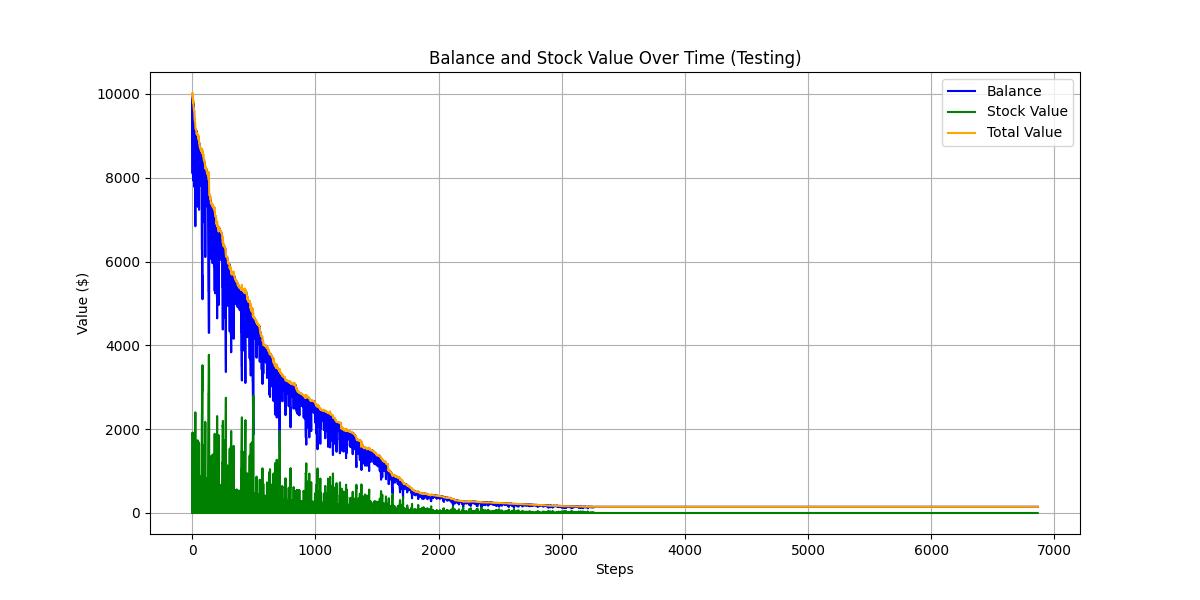 Balance and Stock Value Over Time (Testing)
Balance
Stock Value
Total Value
Value ($)
10000
8000
6000
4000
2000
0
0 1000 2000 3000 4000 5000 6000 7000
Steps